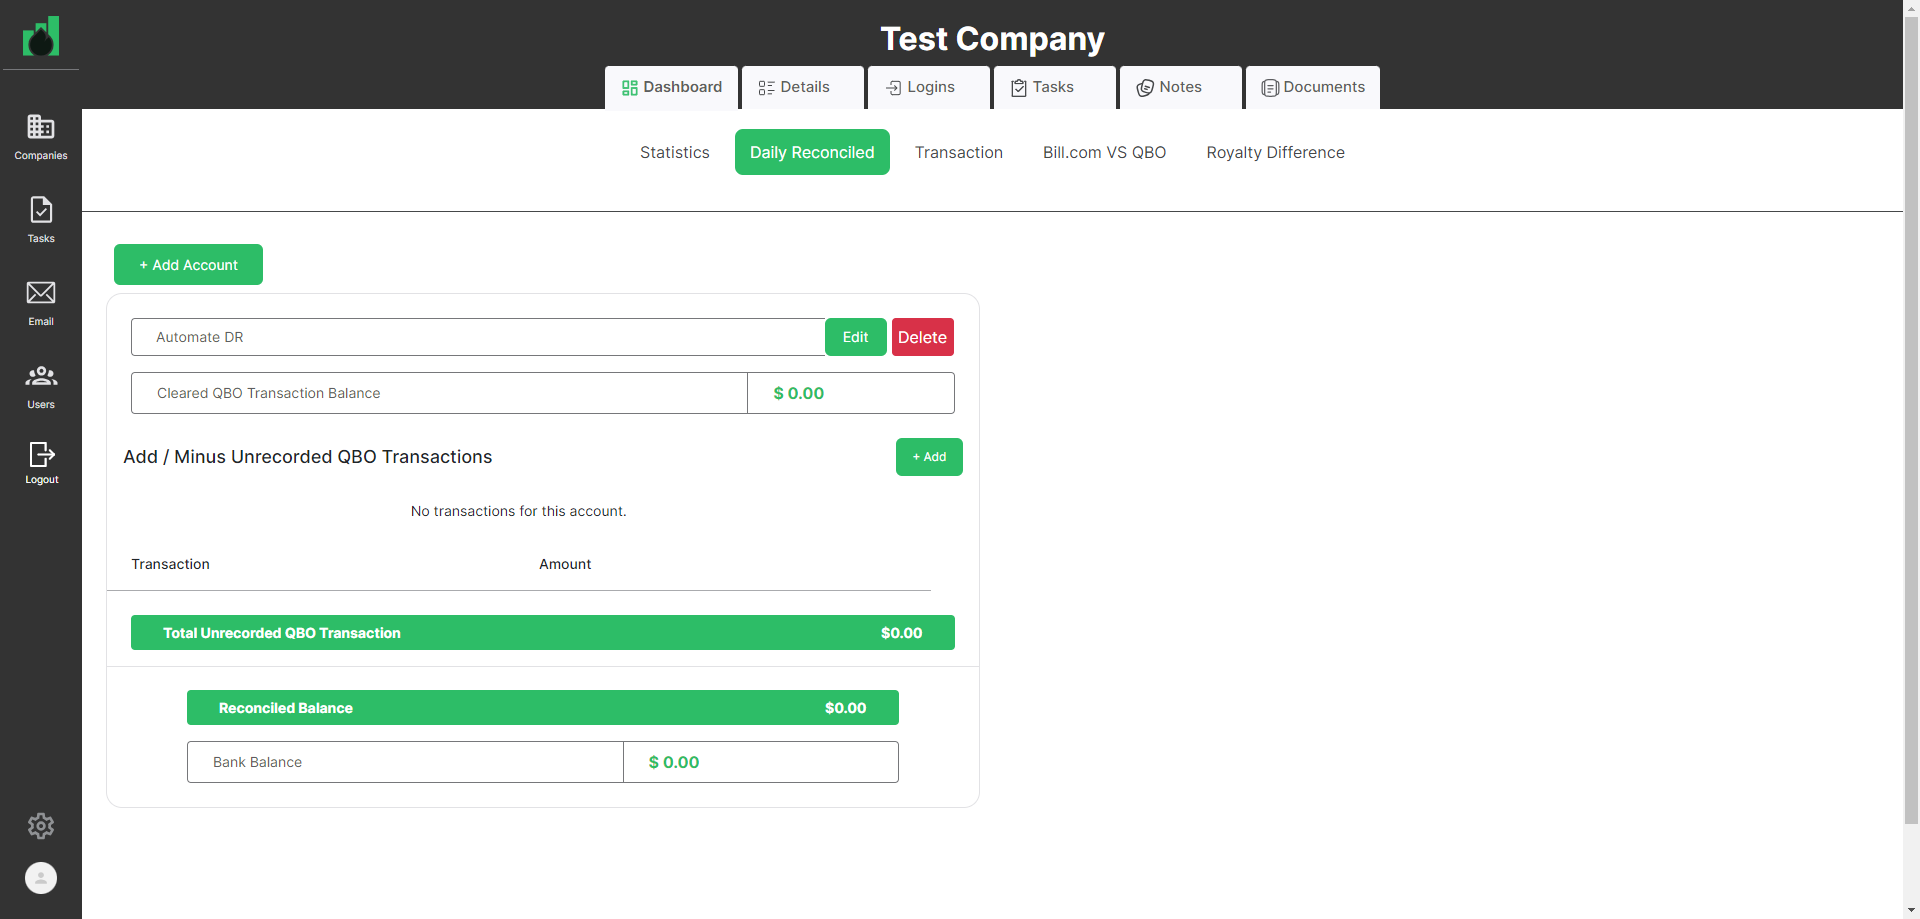 Test Company
Dashboard
Details
Logins
Tasks
Notes
Documents
Companies
Tasks
Email
Users
Logout
Statistics
Daily Reconciled
Transaction
Bill.com VS QBO
Royalty Difference
+ Add Account
Automate DR
Edit
Delete
Cleared QBO Transaction Balance
$ 0.00
Add / Minus Unrecorded QBO Transactions
+ Add
No transactions for this account.
Transaction
Amount
Total Unrecorded QBO Transaction
$0.00
Reconciled Balance
$0.00
Bank Balance
$ 0.00